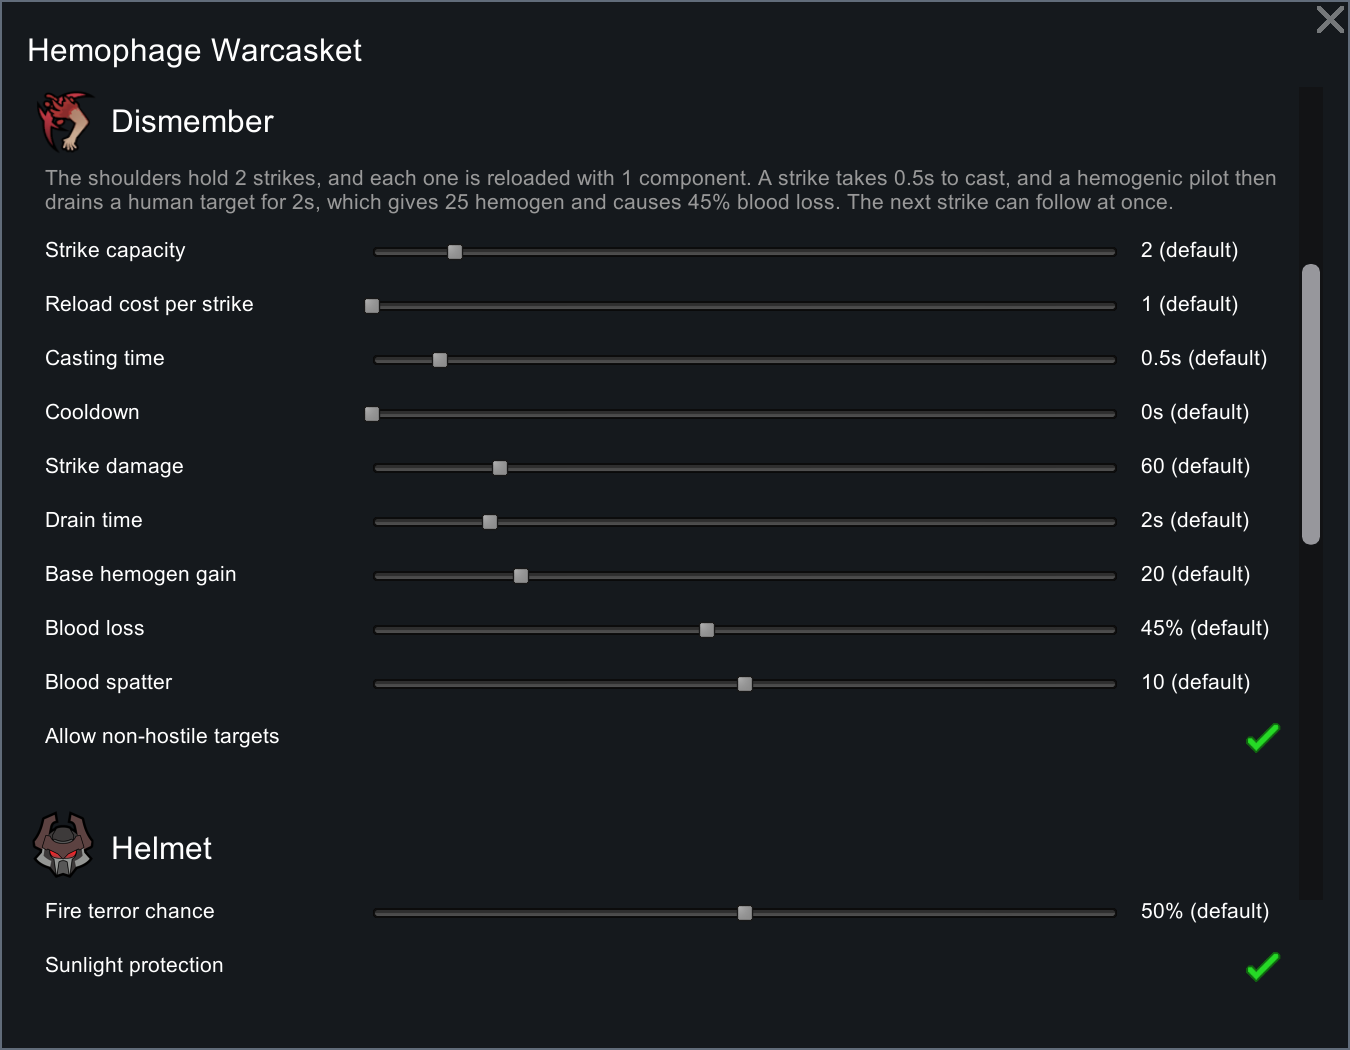 Hemophage Warcasket
Dismember
The shoulders hold 2 strikes, and each one is reloaded with 1 component. A strike takes 0.5s to cast, and a hemogenic pilot then
drains a human target for 2s, which gives 25 hemogen and causes 45% blood loss. The next strike can follow at once.
Strike capacity 2 (default)
Reload cost per strike 1 (default)
Casting time 0.5s (default)
Cooldown 0s (default)
Strike damage 60 (default)
Drain time 2s (default)
Base hemogen gain 20 (default)
Blood loss 45% (default)
Blood spatter 10 (default)
Allow non-hostile targets
Helmet
Fire terror chance 50% (default)
Sunlight protection